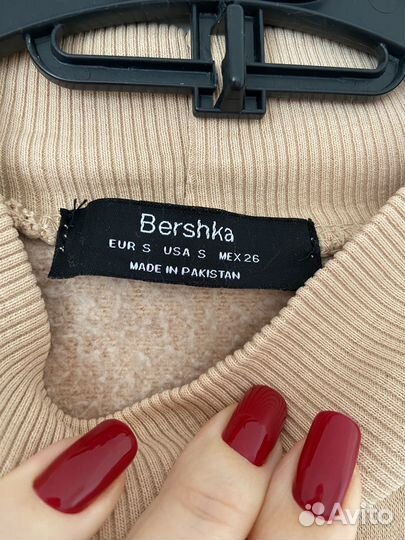 Bershka
EUR S USA S MEX 26
MADE IN PAKISTAN
Avito